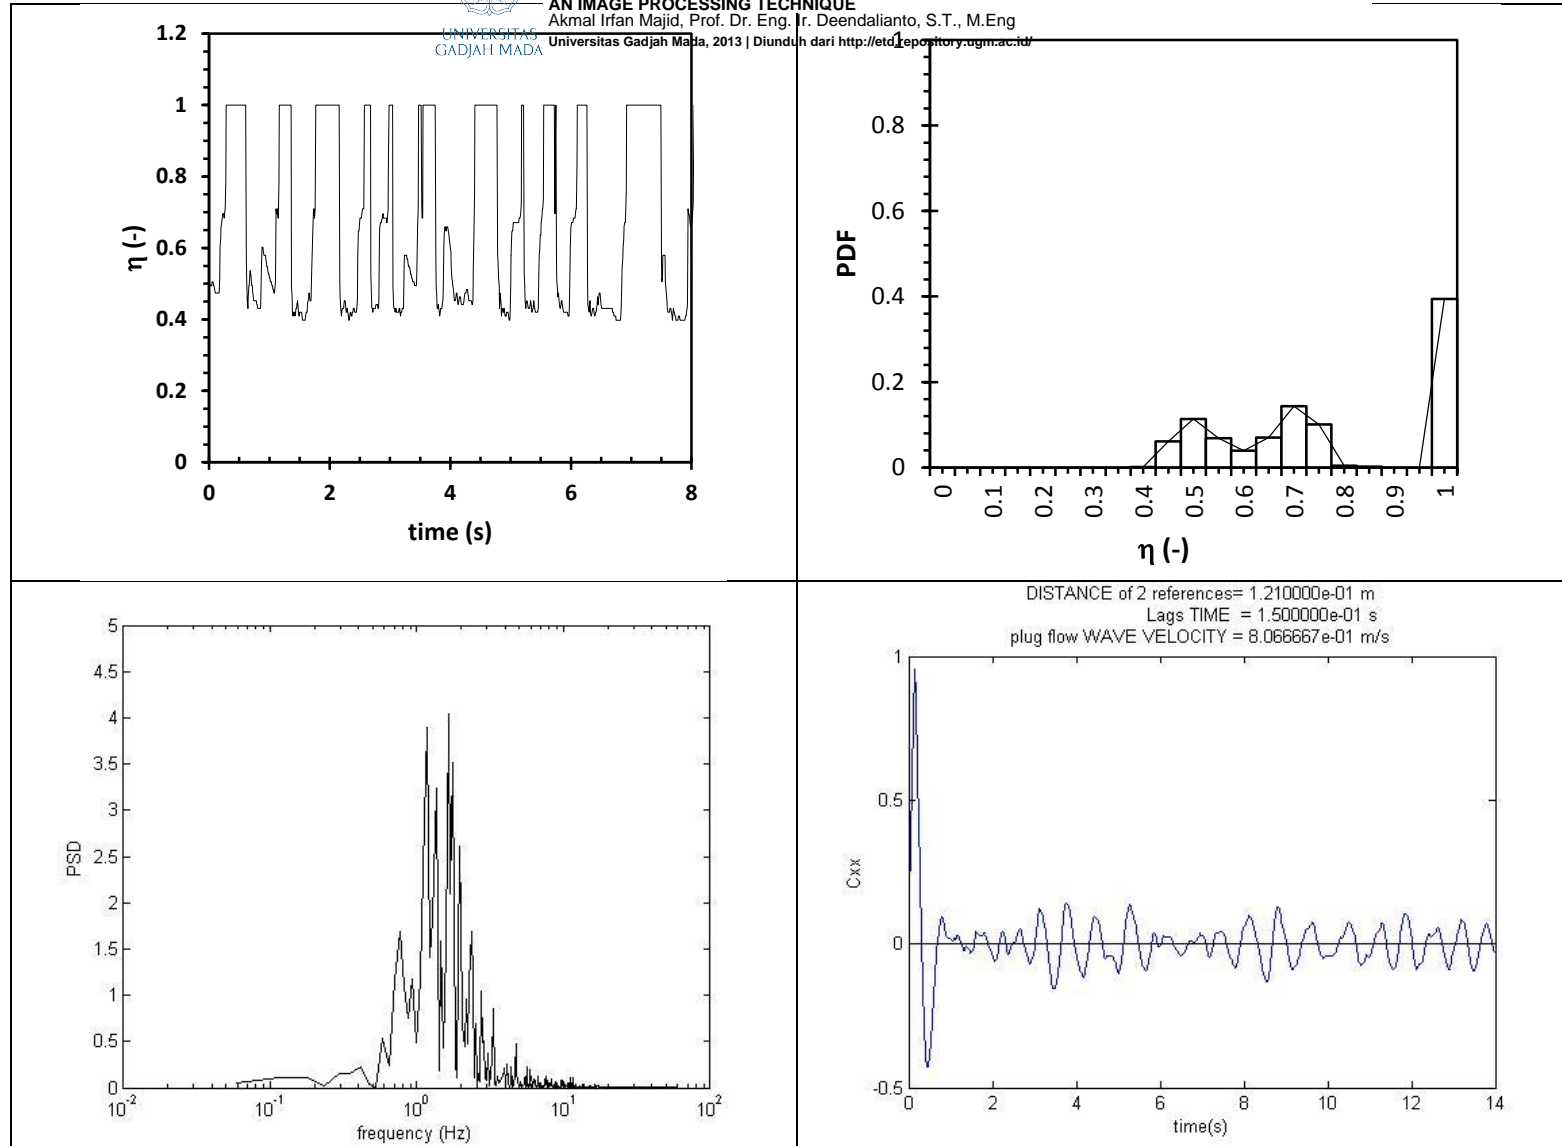 AN IMAGE PROCESSING TECHNIQUE
Akmal Irfan Majid, Prof. Dr. Eng. Ir. Deendalianto, S.T., M.Eng
UNIVERSITAS
GADJAH MADA
Universitas Gadjah Mada, 2013 | Diunduh dari http://etd.repository.ugm.ac.id/
1.2
1
0.8
0.6
0.4
0.2
0
η (-)
0 2 4 6 8
time (s)
1
0.8
0.6
0.4
0.2
0
PDF
0 0.1 0.2 0.3 0.4 0.5 0.6 0.7 0.8 0.9 1
η (-)
5
4.5
4
3.5
3
2.5
2
1.5
1
0.5
0
PSD
10⁻² 10⁻¹ 10⁰ 10¹ 10²
frequency (Hz)
DISTANCE of 2 references= 1.210000e-01 m
Lags TIME = 1.500000e-01 s
plug flow WAVE VELOCITY = 8.066667e-01 m/s
1
0.5
0
-0.5
Cxx
0 2 4 6 8 10 12 14
time(s)